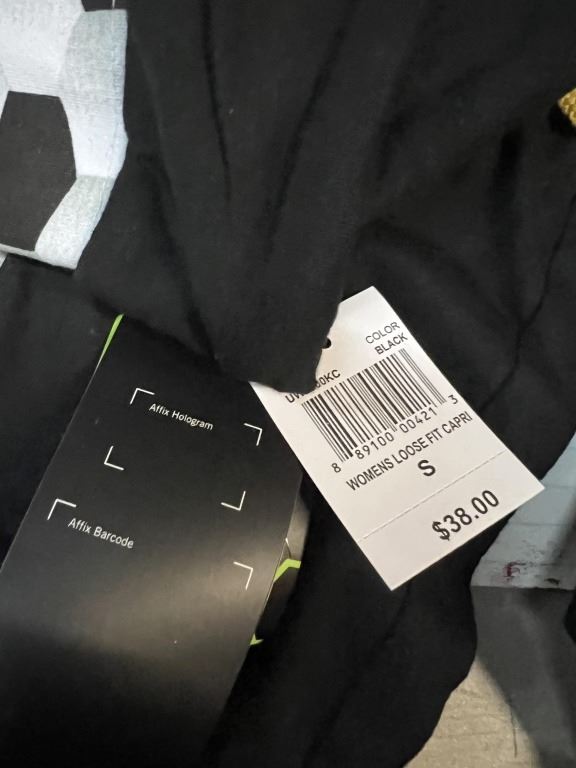 COLOR
BLACK
8 89100 00421 3
WOMENS LOOSE FIT CAPRI
S
$38.00
Affix Hologram
Affix Barcode